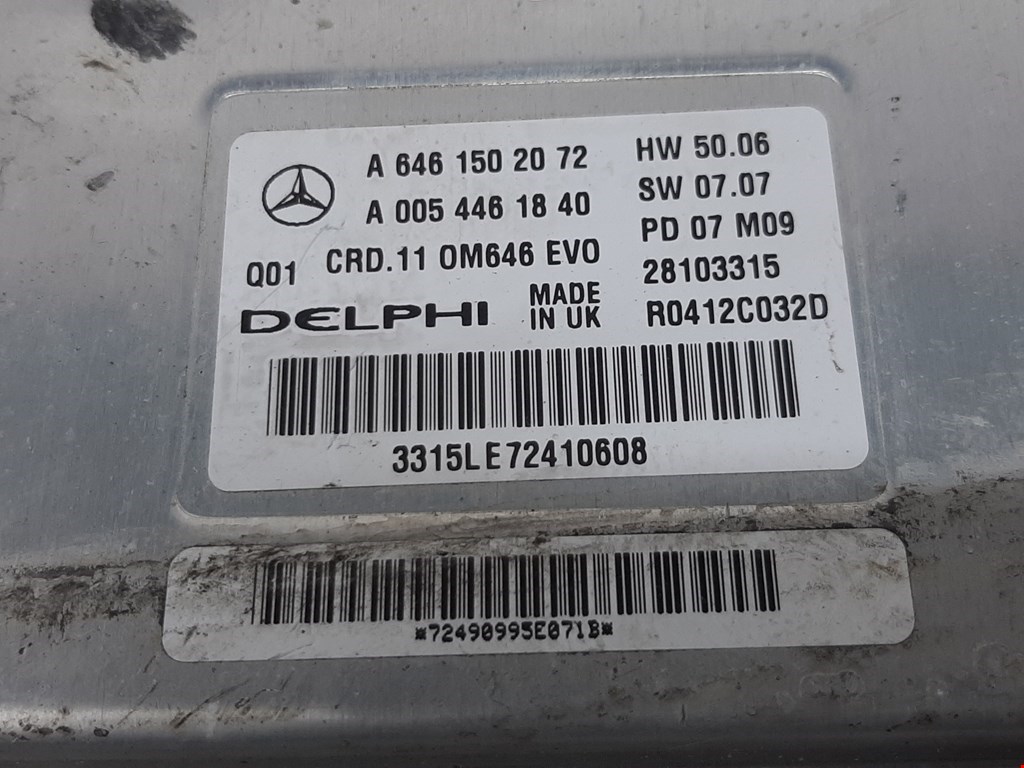 A 646 150 20 72
HW 50.06
A 005 446 18 40
SW 07.07
Q01 CRD.11 OM646 EVO
PD 07 M09
28103315
DELPHI
MADE
IN UK
R0412C032D
3315LE72410608
*72490995E071B*